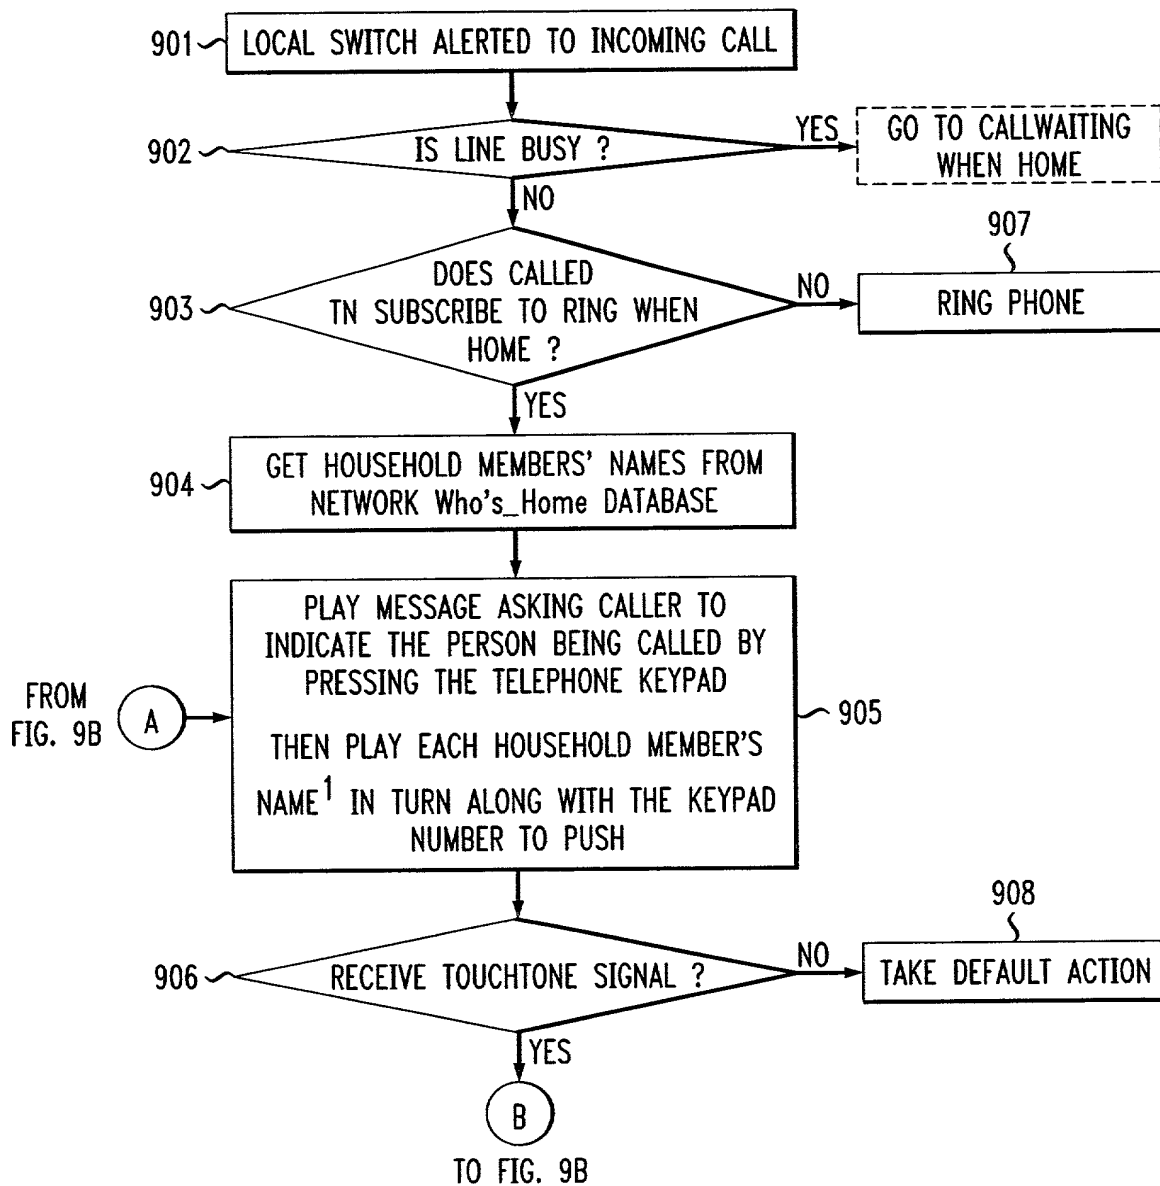 901
LOCAL SWITCH ALERTED TO INCOMING CALL
902
IS LINE BUSY ?
YES
GO TO CALLWAITING
WHEN HOME
NO
903
DOES CALLED
TN SUBSCRIBE TO RING WHEN
HOME ?
NO
907
RING PHONE
YES
904
GET HOUSEHOLD MEMBERS' NAMES FROM
NETWORK Who's_Home DATABASE
FROM
FIG. 9B
A
PLAY MESSAGE ASKING CALLER TO
INDICATE THE PERSON BEING CALLED BY
PRESSING THE TELEPHONE KEYPAD
THEN PLAY EACH HOUSEHOLD MEMBER'S
NAME¹ IN TURN ALONG WITH THE KEYPAD
NUMBER TO PUSH
905
906
RECEIVE TOUCHTONE SIGNAL ?
NO
908
TAKE DEFAULT ACTION
YES
B
TO FIG. 9B